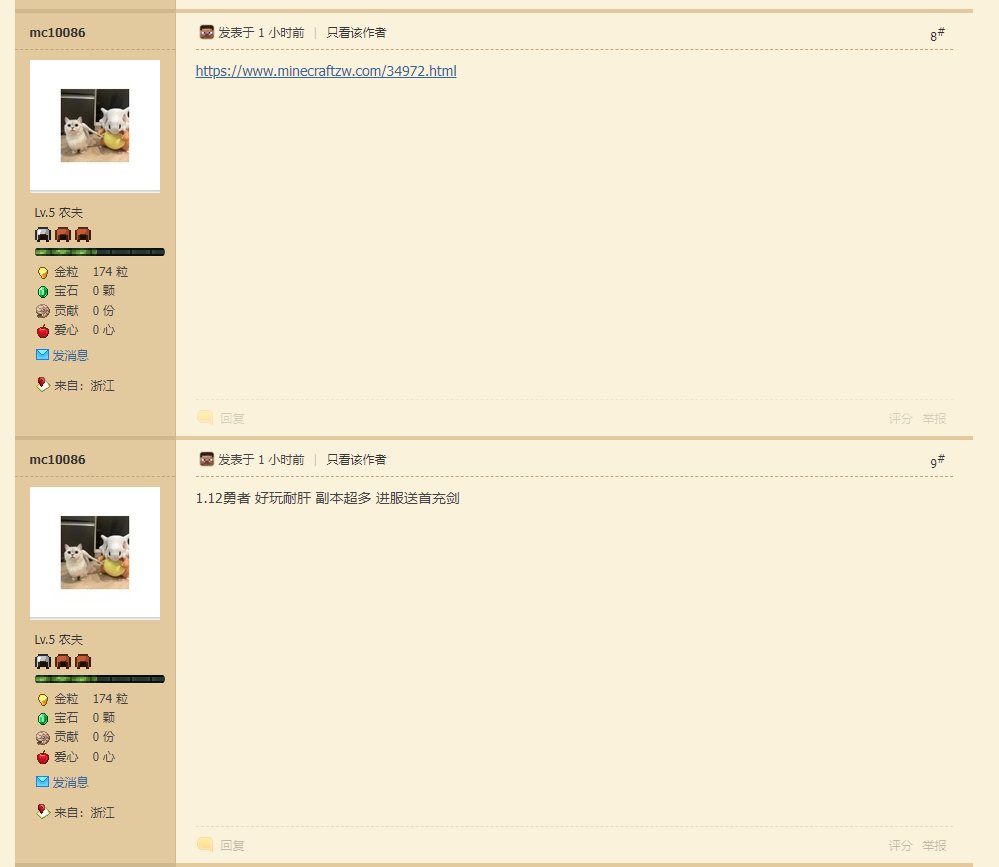 mc10086
发表于 1 小时前 | 只看该作者
8#
https://www.minecraftzw.com/34972.html
Lv.5 农夫
金粒 174 粒
宝石 0 颗
贡献 0 份
爱心 0 心
发消息
来自: 浙江
回复
评分 举报
mc10086
发表于 1 小时前 | 只看该作者
9#
1.12勇者 好玩耐肝 副本超多 进服送首充剑
Lv.5 农夫
金粒 174 粒
宝石 0 颗
贡献 0 份
爱心 0 心
发消息
来自: 浙江
回复
评分 举报